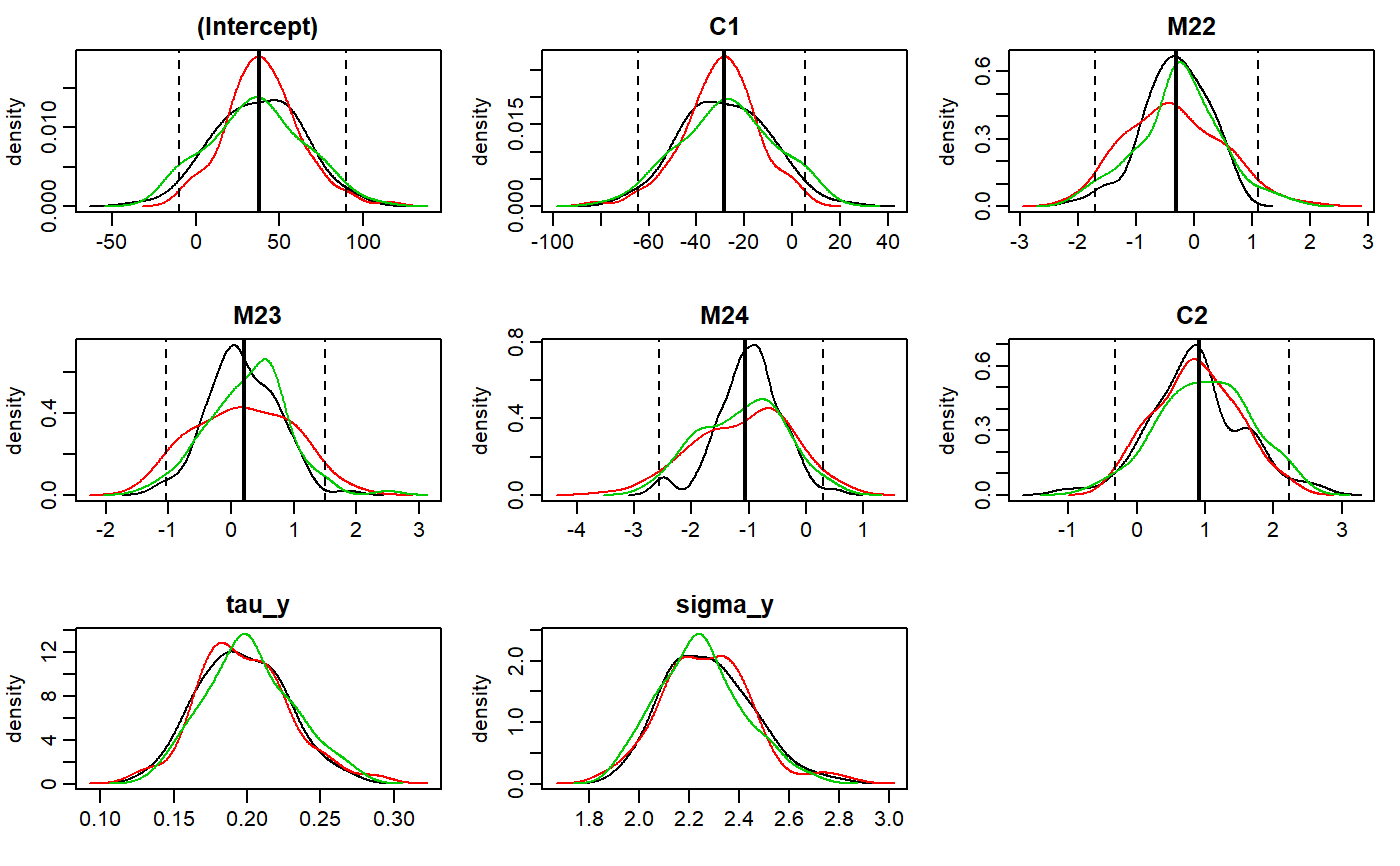 (Intercept)
density
0.000
0.010
-50 0 50 100
C1
density
0.000
0.015
-100 -60 -40 -20 0 20 40
M22
density
0.0
0.3
0.6
-3 -2 -1 0 1 2 3
M23
density
0.0
0.4
-2 -1 0 1 2 3
M24
density
0.0
0.4
0.8
-4 -3 -2 -1 0 1
C2
density
0.0
0.3
0.6
-1 0 1 2 3
tau_y
density
0
4
8
12
0.10 0.15 0.20 0.25 0.30
sigma_y
density
0.0
1.0
2.0
1.8 2.0 2.2 2.4 2.6 2.8 3.0